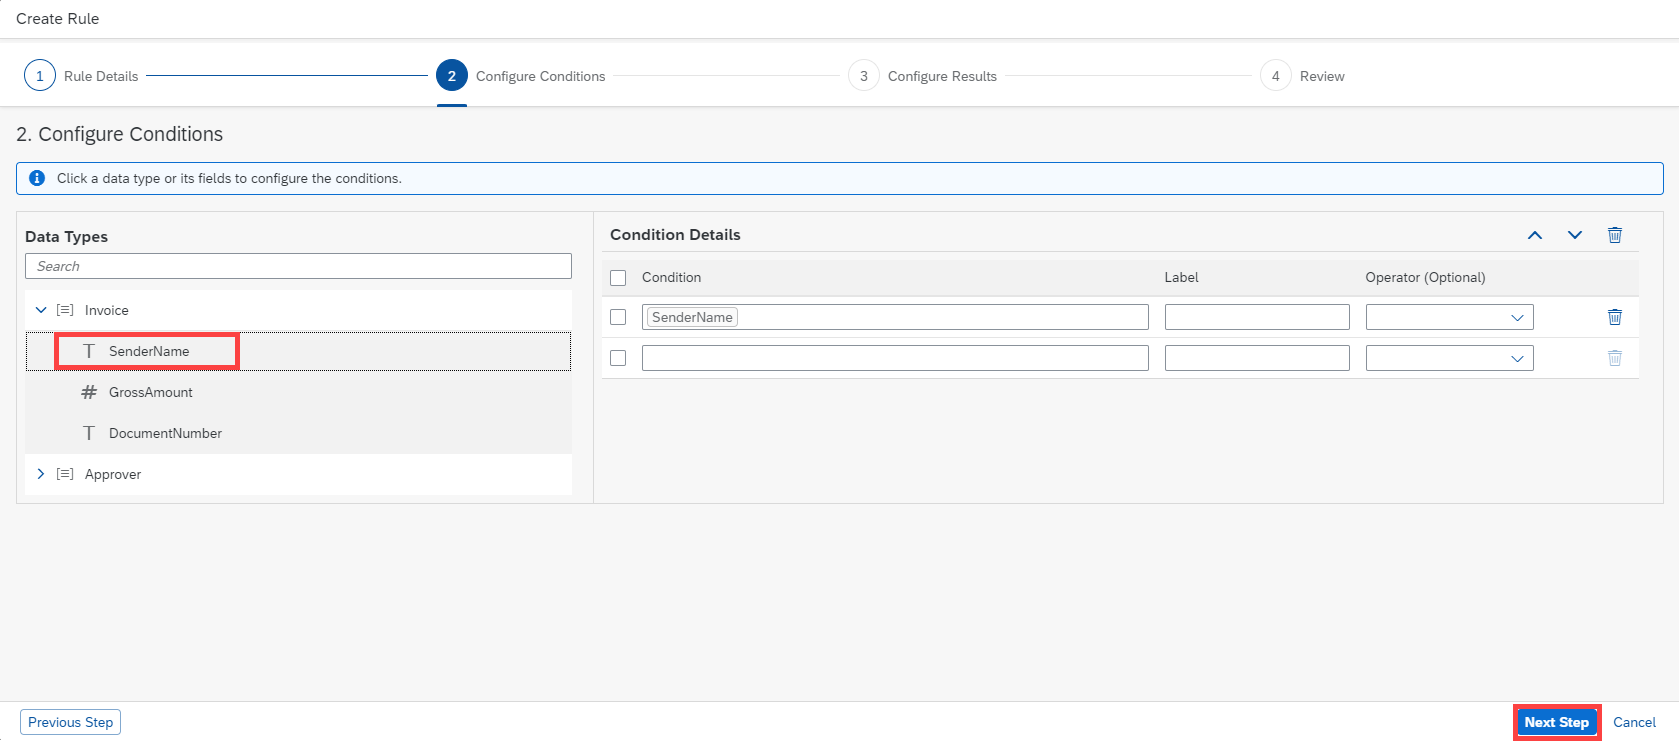 Create Rule
1 Rule Details 2 Configure Conditions 3 Configure Results 4 Review
2. Configure Conditions
Click a data type or its fields to configure the conditions.
Data Types
Search
Invoice
SenderName
GrossAmount
DocumentNumber
Approver
Condition Details
Condition Label Operator (Optional)
SenderName
Previous Step Next Step Cancel